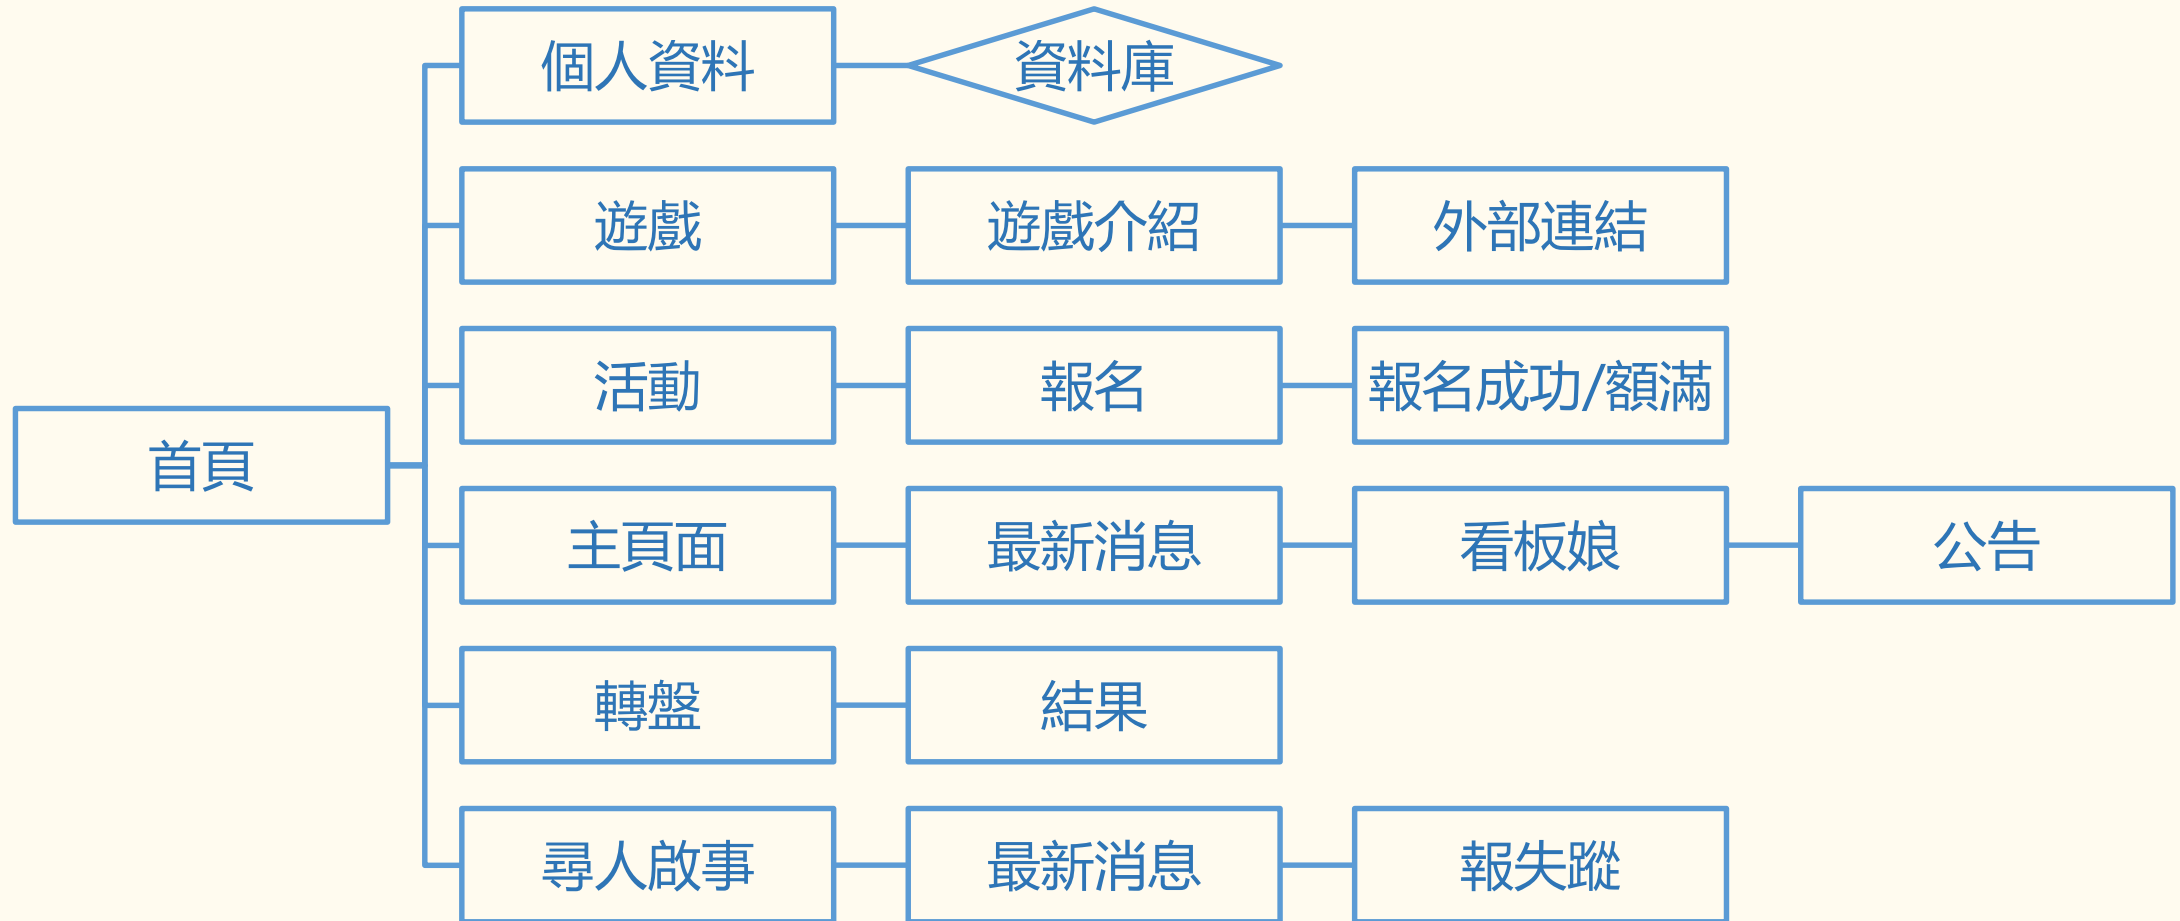 個人資料
資料庫
遊戲
遊戲介紹
外部連結
活動
報名
報名成功/額滿
首頁
主頁面
最新消息
看板娘
公告
轉盤
結果
尋人啟事
最新消息
報失蹤